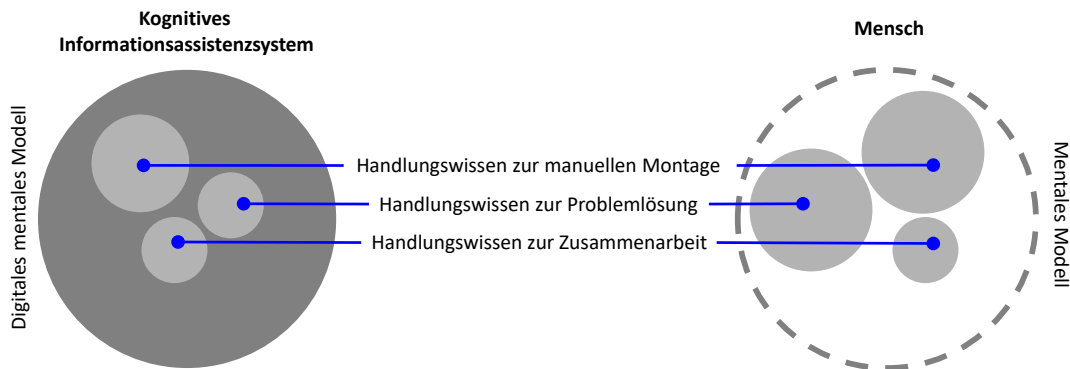 Kognitives
Informationsassistenzsystem
Mensch
Digitales mentales Modell
Handlungswissen zur manuellen Montage
Handlungswissen zur Problemlösung
Handlungswissen zur Zusammenarbeit
Mentales Modell